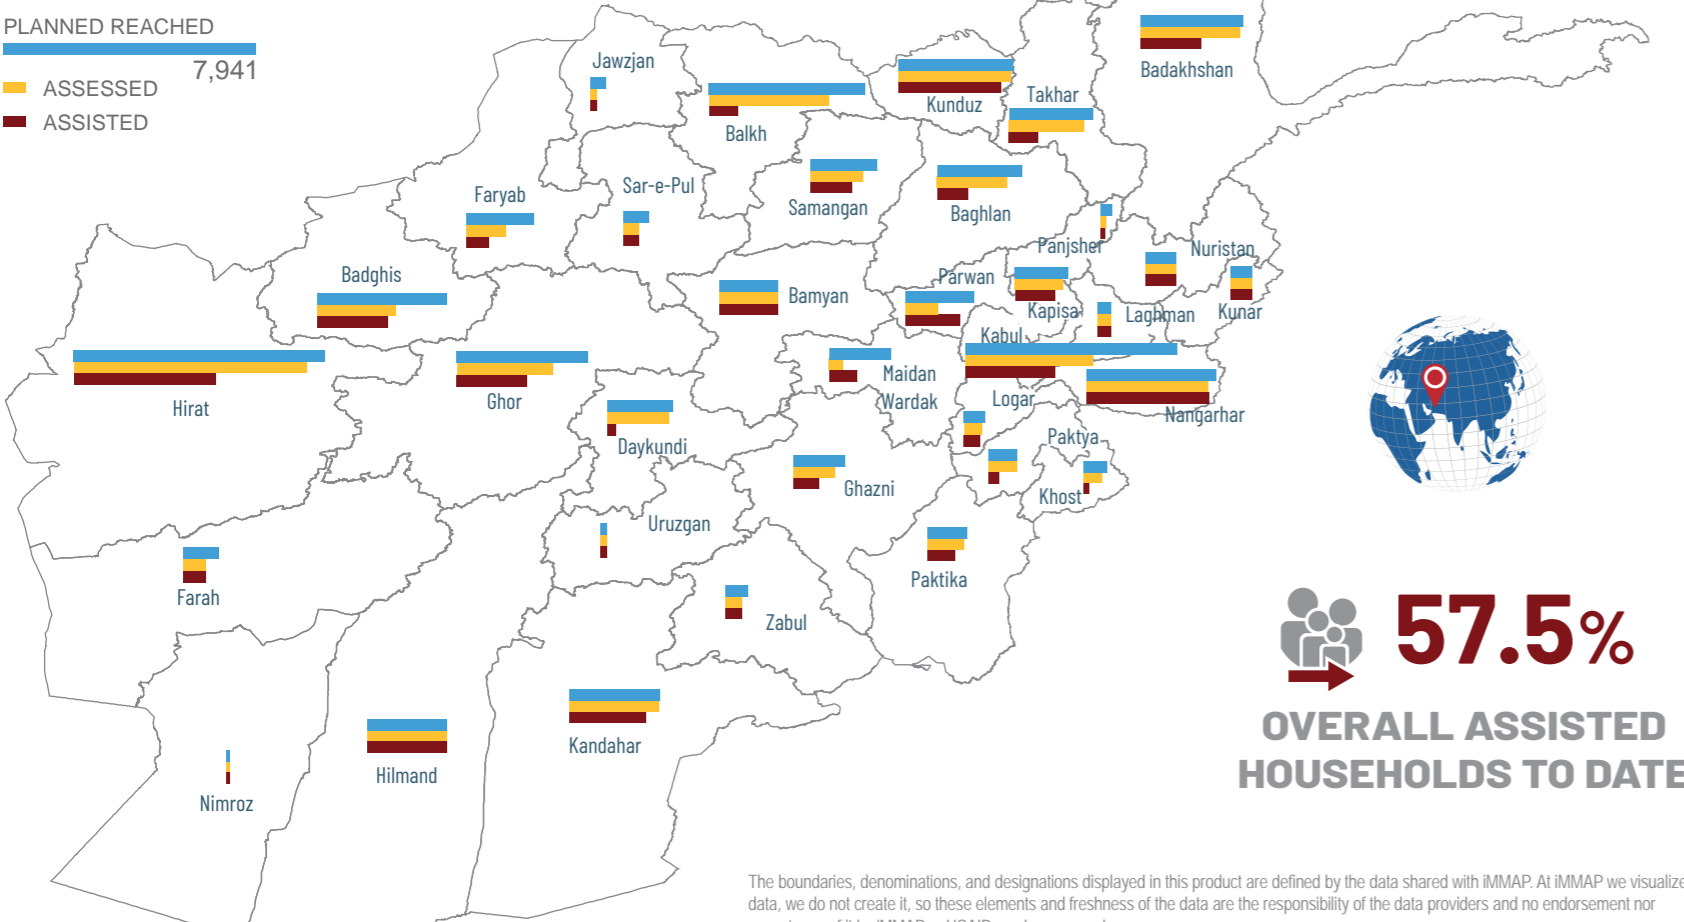 PLANNED REACHED
7,941
ASSESSED
ASSISTED
Jawzjan
Balkh
Kunduz
Takhar
Badakhshan
Faryab
Sar-e-Pul
Samangan
Baghlan
Panjsher
Nuristan
Badghis
Bamyan
Parwan
Kapisa
Laghman
Kunar
Kabul
Hirat
Ghor
Maidan
Wardak
Logar
Nangarhar
Daykundi
Paktya
Ghazni
Khost
Uruzgan
Paktika
Farah
Zabul
Kandahar
Hilmand
Nimroz
57.5%
OVERALL ASSISTED
HOUSEHOLDS TO DATE
The boundaries, denominations, and designations displayed in this product are defined by the data shared with iMMAP. At iMMAP we visualize
data, we do not create it, so these elements and freshness of the data are the responsibility of the data providers and no endorsement nor